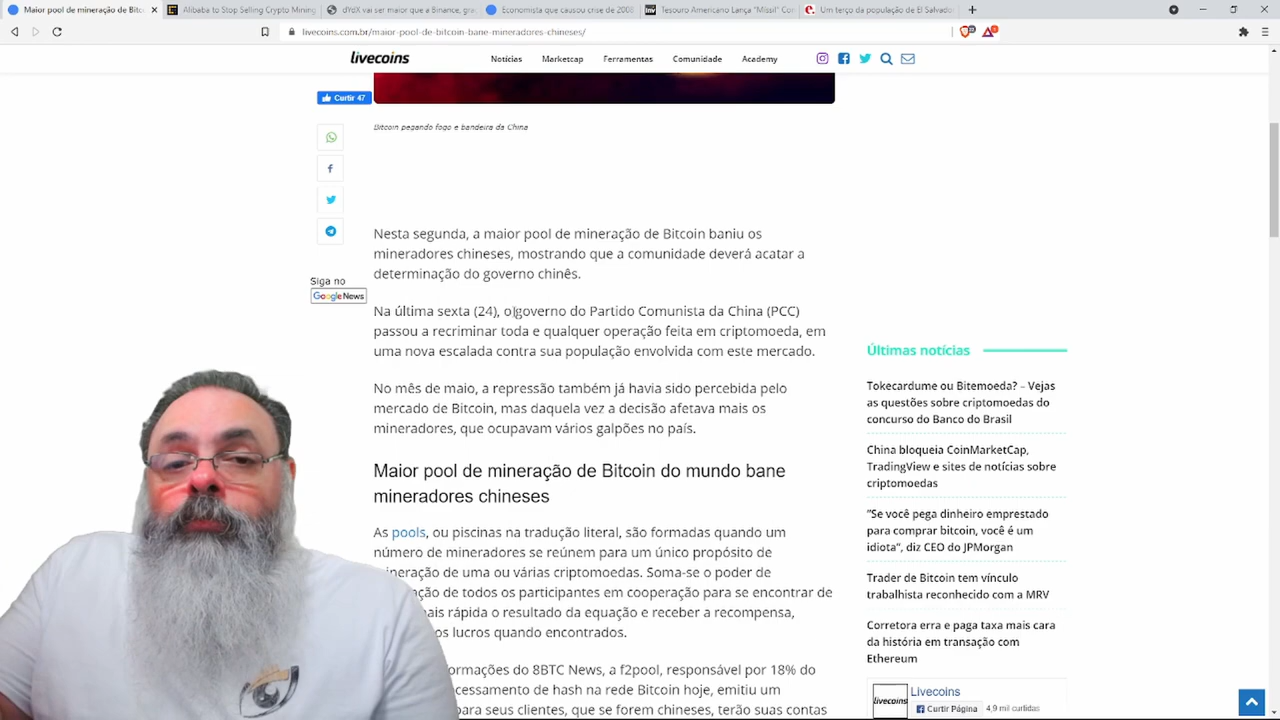 Maior pool de mineração de Bitc
Alibaba to Stop Selling Crypto Mining
dYdX vai ser maior que a Binance, gra
Economista que causou crise de 2008
Tesouro Americano Lança "Míssil" Con
Um terço da população de El Salvado
livecoins.com.br/maior-pool-de-bitcoin-bane-mineradores-chineses/
livecoins
Notícias
Marketcap
Ferramentas
Comunidade
Academy
Curtir 47
Bitcoin pegando fogo e bandeira da China
Nesta segunda, a maior pool de mineração de Bitcoin baniu os
mineradores chineses, mostrando que a comunidade deverá acatar a
determinação do governo chinês.
Siga no
Google News
Na última sexta (24), o governo do Partido Comunista da China (PCC)
passou a recriminar toda e qualquer operação feita em criptomoeda, em
uma nova escalada contra sua população envolvida com este mercado.
No mês de maio, a repressão também já havia sido percebida pelo
mercado de Bitcoin, mas daquela vez a decisão afetava mais os
mineradores, que ocupavam vários galpões no país.
Maior pool de mineração de Bitcoin do mundo bane
mineradores chineses
As pools, ou piscinas na tradução literal, são formadas quando um
número de mineradores se reúnem para um único propósito de
neração de uma ou várias criptomoedas. Soma-se o poder de
ação de todos os participantes em cooperação para se encontrar de
ais rápida o resultado da equação e receber a recompensa,
os lucros quando encontrados.
ormações do 8BTC News, a f2pool, responsável por 18% do
cessamento de hash na rede Bitcoin hoje, emitiu um
para seus clientes, que se forem chineses, terão suas contas
Últimas notícias
Tokecardume ou Bitemoeda? – Vejas
as questões sobre criptomoedas do
concurso do Banco do Brasil
China bloqueia CoinMarketCap,
TradingView e sites de notícias sobre
criptomoedas
"Se você pega dinheiro emprestado
para comprar bitcoin, você é um
idiota", diz CEO do JPMorgan
Trader de Bitcoin tem vínculo
trabalhista reconhecido com a MRV
Corretora erra e paga taxa mais cara
da história em transação com
Ethereum
livecoins
Livecoins
Curtir Página
4,9 mil curtidas